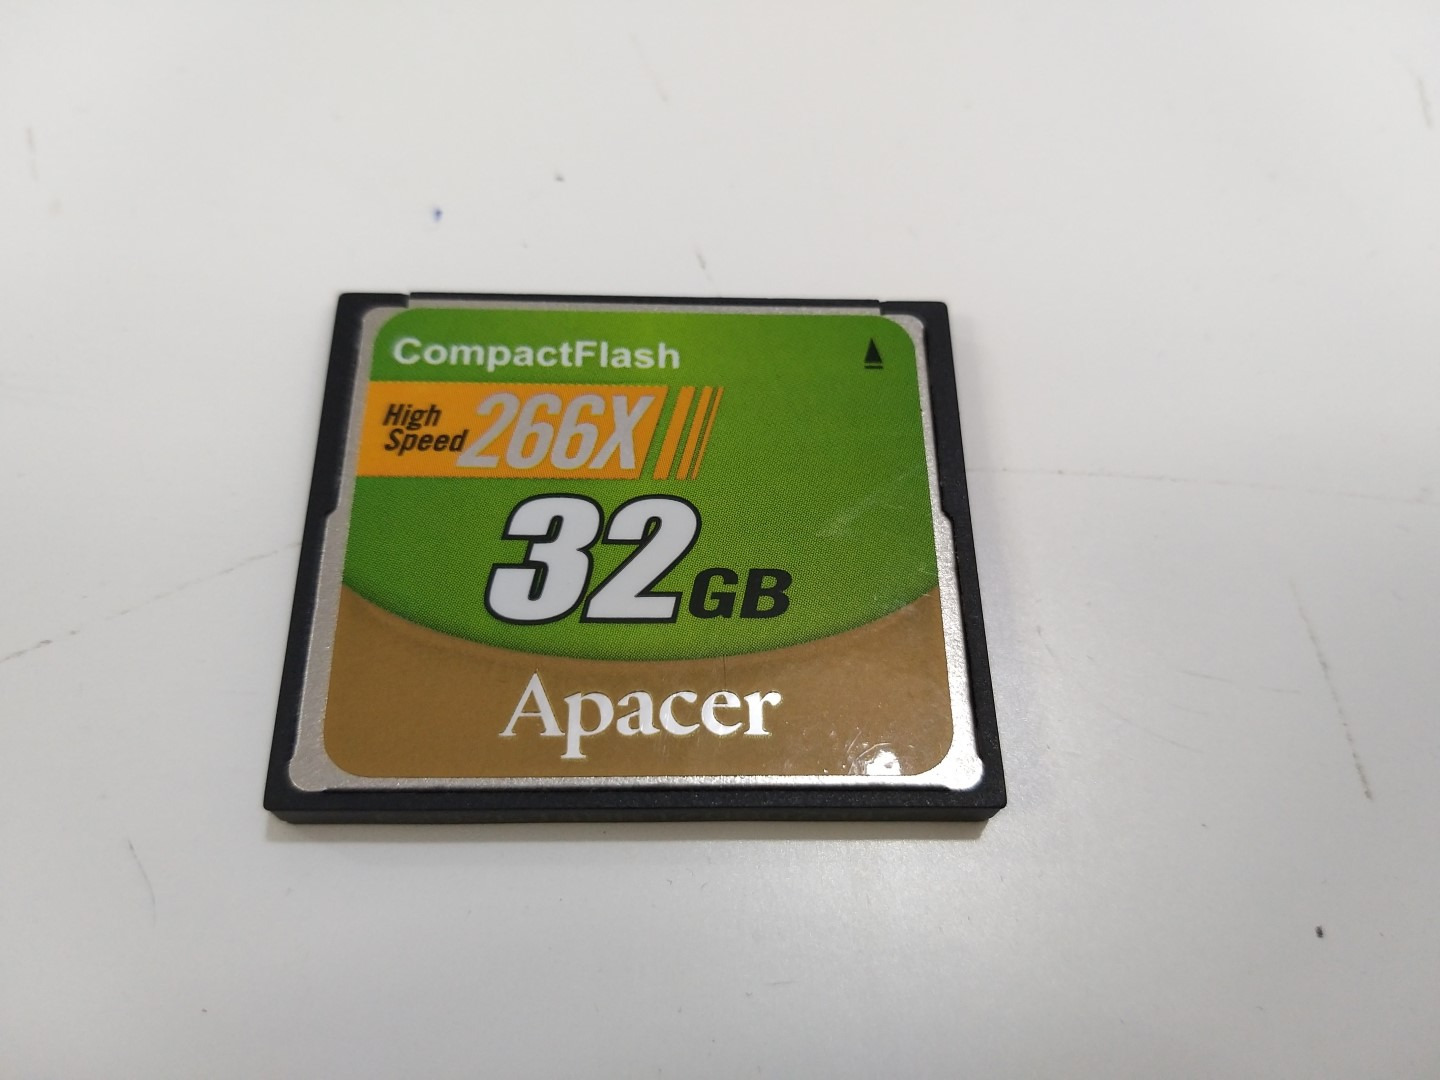 CompactFlash
High
Speed 266X
32GB
Apacer